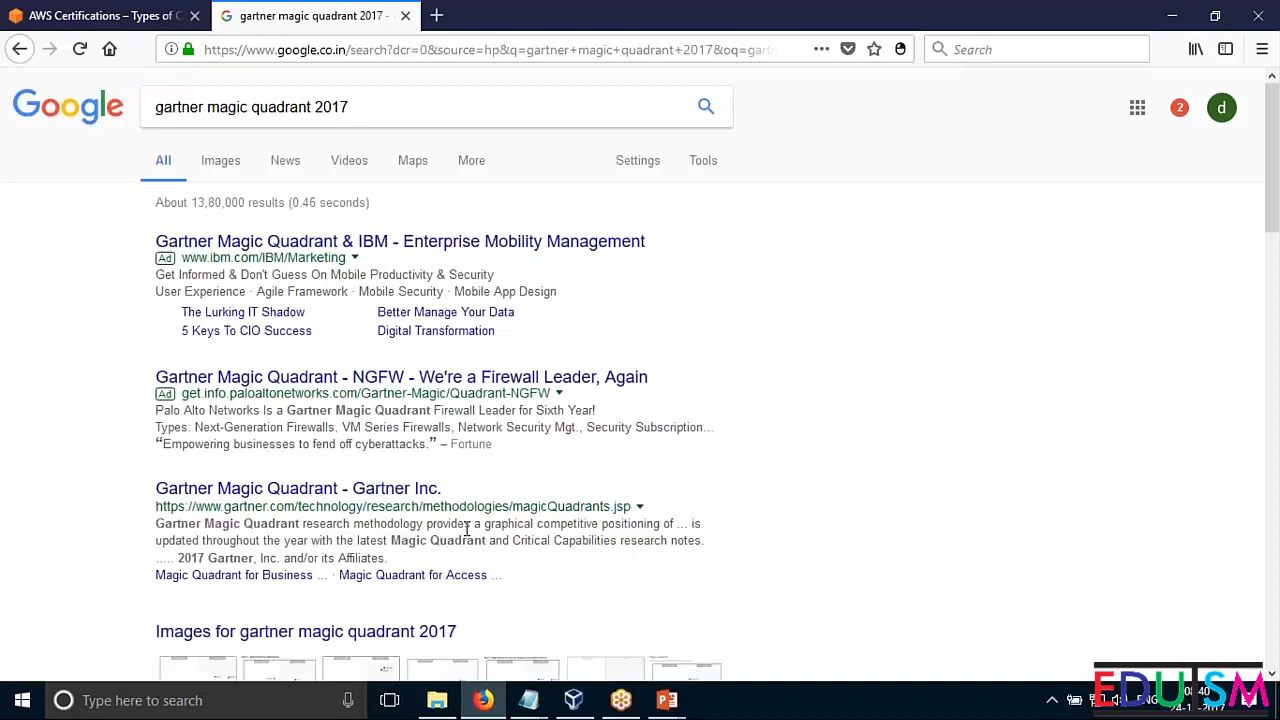 AWS Certifications – Types of C
gartner magic quadrant 2017 -
https://www.google.co.in/search?dcr=0&source=hp&q=gartner+magic+quadrant+2017&oq=gart
Search
Google
gartner magic quadrant 2017
2
d
All
Images
News
Videos
Maps
More
Settings
Tools
About 13,80,000 results (0.46 seconds)
Gartner Magic Quadrant & IBM - Enterprise Mobility Management
Ad www.ibm.com/IBM/Marketing
Get Informed & Don't Guess On Mobile Productivity & Security
User Experience · Agile Framework · Mobile Security · Mobile App Design
The Lurking IT Shadow
Better Manage Your Data
5 Keys To CIO Success
Digital Transformation
Gartner Magic Quadrant - NGFW - We're a Firewall Leader, Again
Ad get.info.paloaltonetworks.com/Gartner-Magic/Quadrant-NGFW
Palo Alto Networks Is a Gartner Magic Quadrant Firewall Leader for Sixth Year!
Types: Next-Generation Firewalls, VM Series Firewalls, Network Security Mgt., Security Subscription...
“Empowering businesses to fend off cyberattacks.” – Fortune
Gartner Magic Quadrant - Gartner Inc.
https://www.gartner.com/technology/research/methodologies/magicQuadrants.jsp
Gartner Magic Quadrant research methodology provides a graphical competitive positioning of ... is
updated throughout the year with the latest Magic Quadrant and Critical Capabilities research notes.
..... 2017 Gartner, Inc. and/or its Affiliates.
Magic Quadrant for Business ... · Magic Quadrant for Access ...
Images for gartner magic quadrant 2017
Type here to search
EDUISM